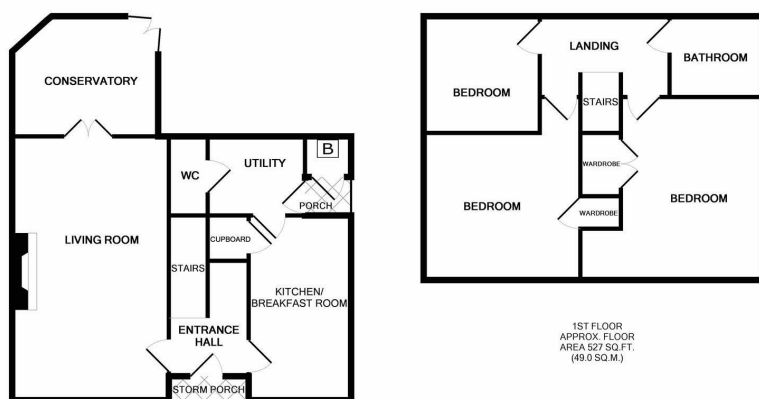 CONSERVATORY
B
UTILITY
WC
PORCH
LIVING ROOM
CUPBOARD
STAIRS
KITCHEN/
BREAKFAST ROOM
ENTRANCE
HALL
STORM PORCH
LANDING
BATHROOM
BEDROOM
STAIRS
WARDROBE
BEDROOM
BEDROOM
WARDROBE
1ST FLOOR
APPROX. FLOOR
AREA 527 SQ.FT.
(49.0 SQ.M.)